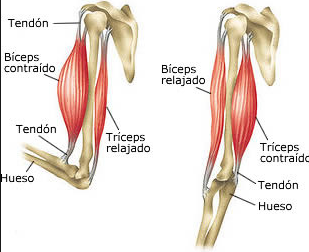 Tendón
Bíceps
contraído
Tríceps
relajado
Tendón
Hueso
Bíceps
relajado
Tríceps
contraído
Tendón
Hueso